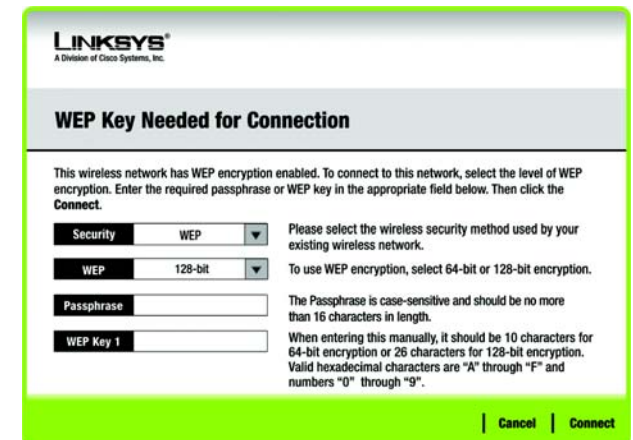 LINKSYS®
A Division of Cisco Systems, Inc.
WEP Key Needed for Connection
This wireless network has WEP encryption enabled. To connect to this network, select the level of WEP
encryption. Enter the required passphrase or WEP key in the appropriate field below. Then click the
Connect.
Security WEP
Please select the wireless security method used by your
existing wireless network.
WEP 128-bit
To use WEP encryption, select 64-bit or 128-bit encryption.
Passphrase
The Passphrase is case-sensitive and should be no more
than 16 characters in length.
WEP Key 1
When entering this manually, it should be 10 characters for
64-bit encryption or 26 characters for 128-bit encryption.
Valid hexadecimal characters are “A” through “F” and
numbers “0” through “9”.
Cancel Connect